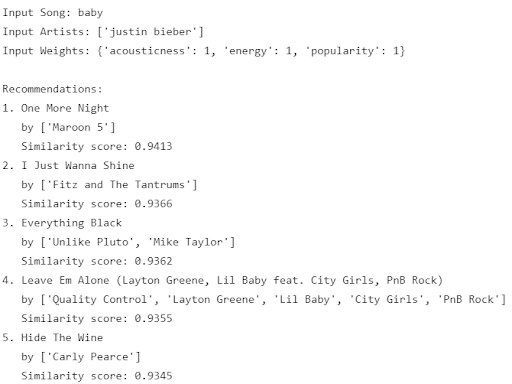 Input Song: baby
Input Artists: ['justin bieber']
Input Weights: {'acousticness': 1, 'energy': 1, 'popularity': 1}
Recommendations:
1. One More Night
by ['Maroon 5']
Similarity score: 0.9413
2. I Just Wanna Shine
by ['Fitz and The Tantrums']
Similarity score: 0.9366
3. Everything Black
by ['Unlike Pluto', 'Mike Taylor']
Similarity score: 0.9362
4. Leave Em Alone (Layton Greene, Lil Baby feat. City Girls, PnB Rock)
by ['Quality Control', 'Layton Greene', 'Lil Baby', 'City Girls', 'PnB Rock']
Similarity score: 0.9355
5. Hide The Wine
by ['Carly Pearce']
Similarity score: 0.9345